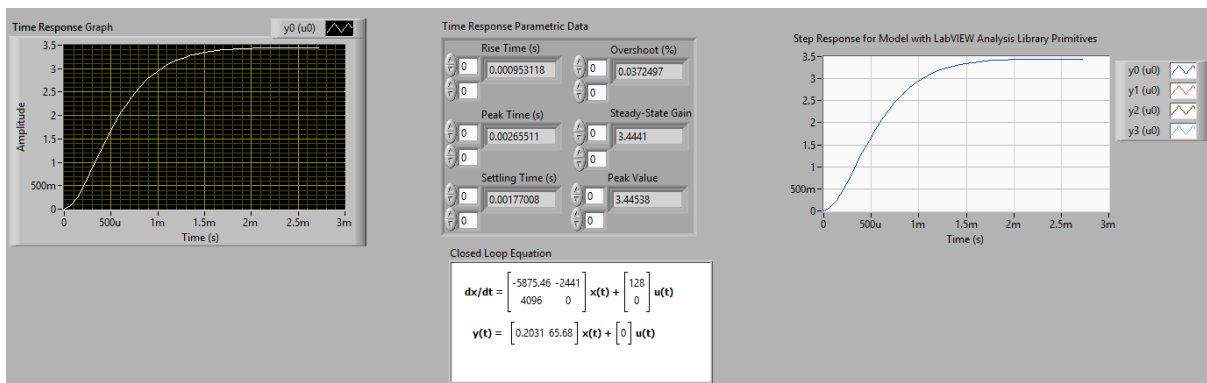 Time Response Graph
y0 (u0)
Amplitude
3.5
3
2.5
2
1.5
1
500m
0
0 500u 1m 1.5m 2m 2.5m 3m
Time (s)
Time Response Parametric Data
Rise Time (s) Overshoot (%)
0 0.000953118 0 0.0372497
0 0
Peak Time (s) Steady-State Gain
0 0.00265511 0 3.4441
0 0
Settling Time (s) Peak Value
0 0.00177008 0 3.44538
0 0
Closed Loop Equation
dx/dt = [-5875.46 -2441 x(t) + [128 u(t)
4096 0] 0]
y(t) = [0.2031 65.68] x(t) + [0] u(t)
Step Response for Model with LabVIEW Analysis Library Primitives
3.5
3
2.5
2
1.5
1
500m
0
0 500u 1m 1.5m 2m 2.5m 3m
Time (s)
y0 (u0)
y1 (u0)
y2 (u0)
y3 (u0)